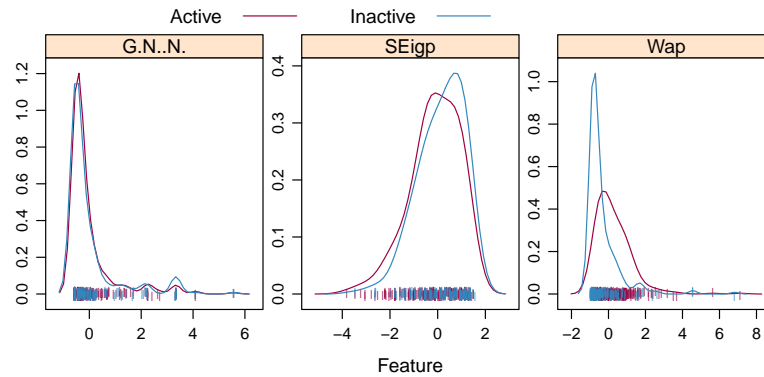 Active Inactive
G.N..N. SEigp Wap
0.0 0.2 0.4 0.6 0.8 1.0 1.2
0 2 4 6
0.0 0.1 0.2 0.3 0.4
-4 -2 0 2
0.0 0.2 0.4 0.6 0.8 1.0
-2 0 2 4 6 8
Feature